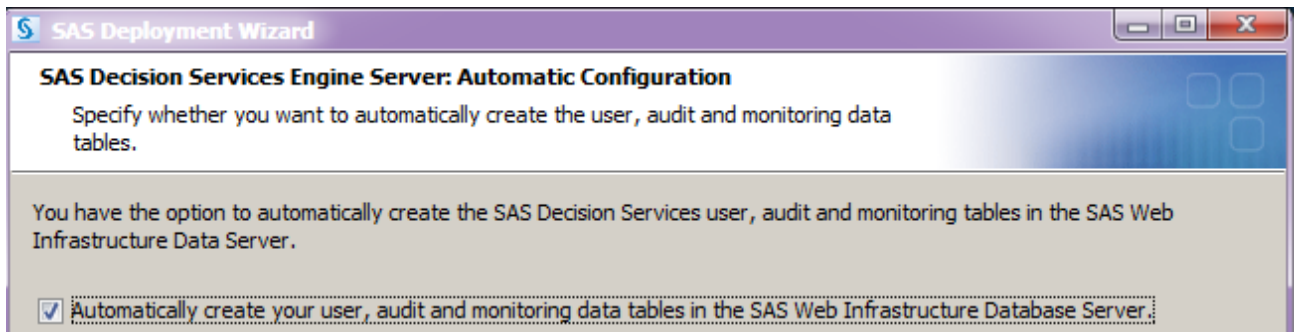 SAS Deployment Wizard
SAS Decision Services Engine Server: Automatic Configuration
Specify whether you want to automatically create the user, audit and monitoring data
tables.
You have the option to automatically create the SAS Decision Services user, audit and monitoring tables in the SAS Web
Infrastructure Data Server.
Automatically create your user, audit and monitoring data tables in the SAS Web Infrastructure Database Server.